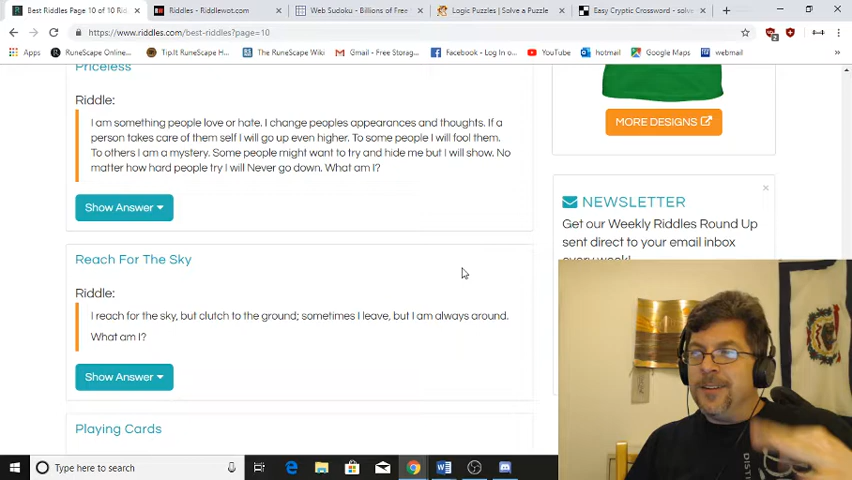 Best Riddles Page 10 of 10 Rid
Riddles - Riddlewot.com
Web Sudoku - Billions of Free
Logic Puzzles | Solve a Puzzle
Easy Cryptic Crossword - solve
https://www.riddles.com/best-riddles?page=10
Apps
RuneScape Online...
Tip.It RuneScape H...
The RuneScape Wiki
Gmail - Free Storag...
Facebook - Log In o...
YouTube
hotmail
Google Maps
webmail
Priceless
Riddle:
I am something people love or hate. I change peoples appearances and thoughts. If a
person takes care of them self I will go up even higher. To some people I will fool them.
To others I am a mystery. Some people might want to try and hide me but I will show. No
matter how hard people try I will Never go down. What am I?
Show Answer
Reach For The Sky
Riddle:
I reach for the sky, but clutch to the ground; sometimes I leave, but I am always around.
What am I?
Show Answer
Playing Cards
MORE DESIGNS
NEWSLETTER
Get our Weekly Riddles Round Up
sent direct to your email inbox
every week!
Type here to search